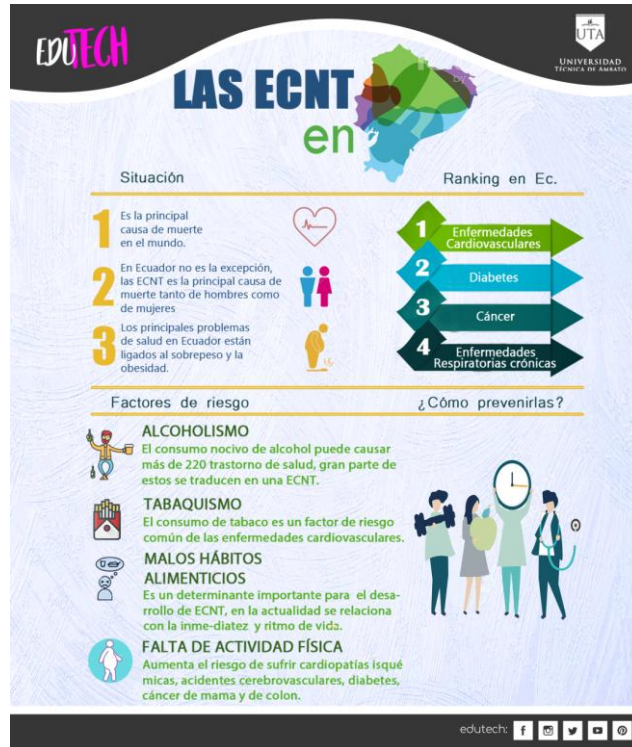 EDUTECH
UTA
UNIVERSIDAD
TÉCNICA DE AMBATO
LAS ECNT
en
Situación
1
Es la principal
causa de muerte
en el mundo.
2
En Ecuador no es la excepción,
las ECNT es la principal causa de
muerte tanto de hombres como
de mujeres
3
Los principales problemas
de salud en Ecuador están
ligados al sobrepeso y la
obesidad.
Ranking en Ec.
1
Enfermedades
Cardiovasculares
2
Diabetes
3
Cáncer
4
Enfermedades
Respiratorias crónicas
Factores de riesgo
ALCOHOLISMO
El consumo nocivo de alcohol puede causar
más de 220 trastorno de salud, gran parte de
estos se traducen en una ECNT.
TABAQUISMO
El consumo de tabaco es un factor de riesgo
común de las enfermedades cardiovasculares.
MALOS HÁBITOS
ALIMENTICIOS
Es un determinante important para el desa-
rrollo de ECNT, en la actualidad se relaciona
con la inme-diatez y ritmo de vida.
FALTA DE ACTIVIDAD FÍSICA
Aumenta el riesgo de sufrir cardiopatías isqué
micas, acidentes cerebrovasculares, diabetes,
cáncer de mama y de colon.
¿Cómo prevenirlas?
edutech: